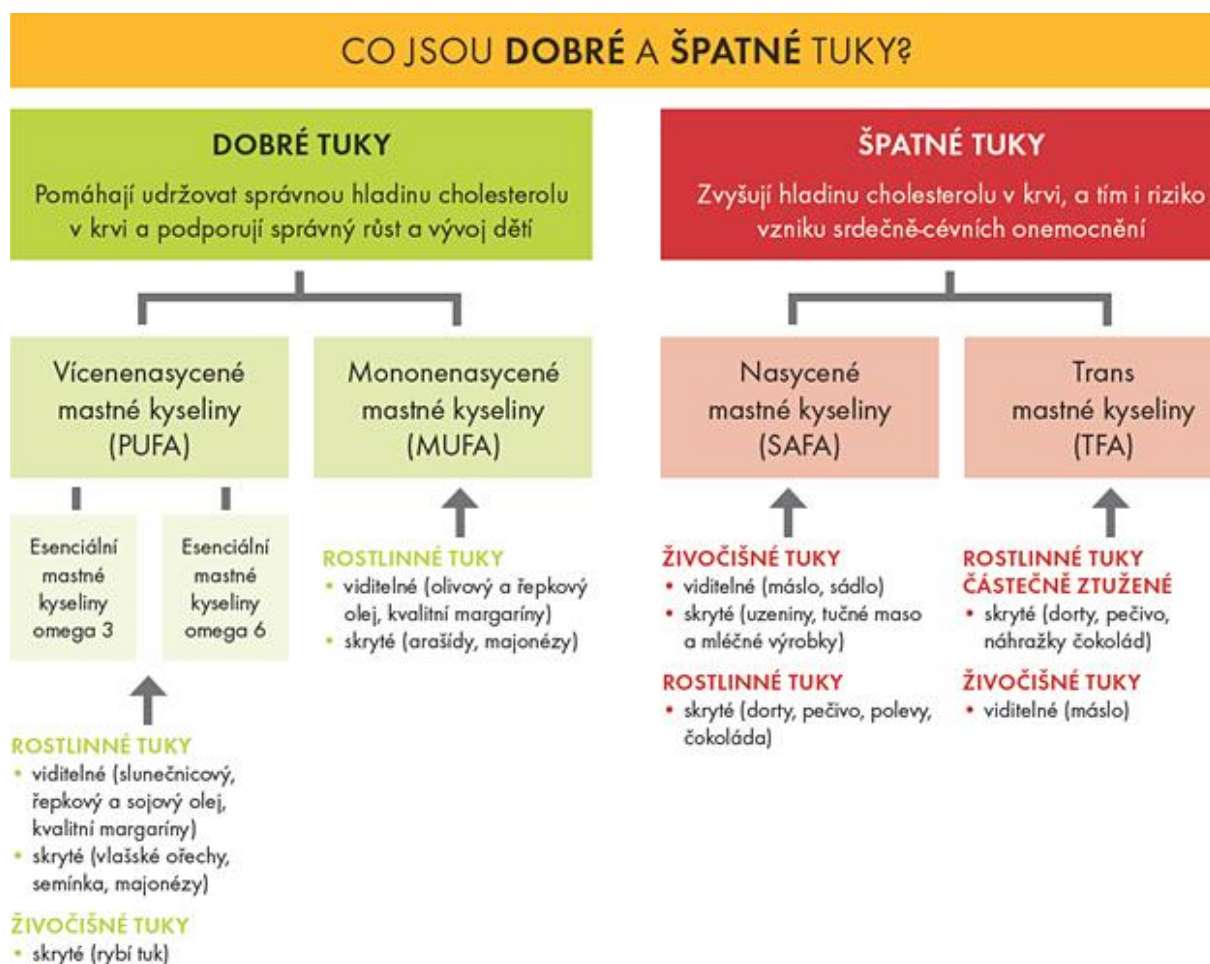 CO JSOU DOBRÉ A ŠPATNÉ TUKY?
DOBRÉ TUKY
Pomáhají udržovat správnou hladinu cholesterolu
v krvi a podporují správný růst a vývoj dětí
Vícenenasycené
mastné kyseliny
(PUFA)
Mononenasycené
mastné kyseliny
(MUFA)
Esenciální
mastné
kyseliny
omega 3
Esenciální
mastné
kyseliny
omega 6
ROSTLINNÉ TUKY
• viditelné (slunečnicový,
řepkový a sojový olej,
kvalitní margaríny)
• skryté (vlašské ořechy,
semínka, majonézy)
ŽIVOČIŠNÉ TUKY
• skryté (rybí tuk)
ROSTLINNÉ TUKY
• viditelné (olivový a řepkový
olej, kvalitní margaríny)
• skryté (arašídy, majonézy)
ŠPATNÉ TUKY
Zvyšují hladinu cholesterolu v krvi, a tím i riziko
vzniku srdečně-cévních onemocnění
Nasycené
mastné kyseliny
(SAFA)
Trans
mastné kyseliny
(TFA)
ŽIVOČIŠNÉ TUKY
• viditelné (máslo, sádlo)
• skryté (uzeniny, tučné maso
a mléčné výrobky)
ROSTLINNÉ TUKY
• skryté (dorty, pečivo, polevy,
čokoláda)
ROSTLINNÉ TUKY
ČÁSTEČNĚ ZTUŽENÉ
• skryté (dorty, pečivo,
náhražky čokolád)
ŽIVOČIŠNÉ TUKY
• viditelné (máslo)